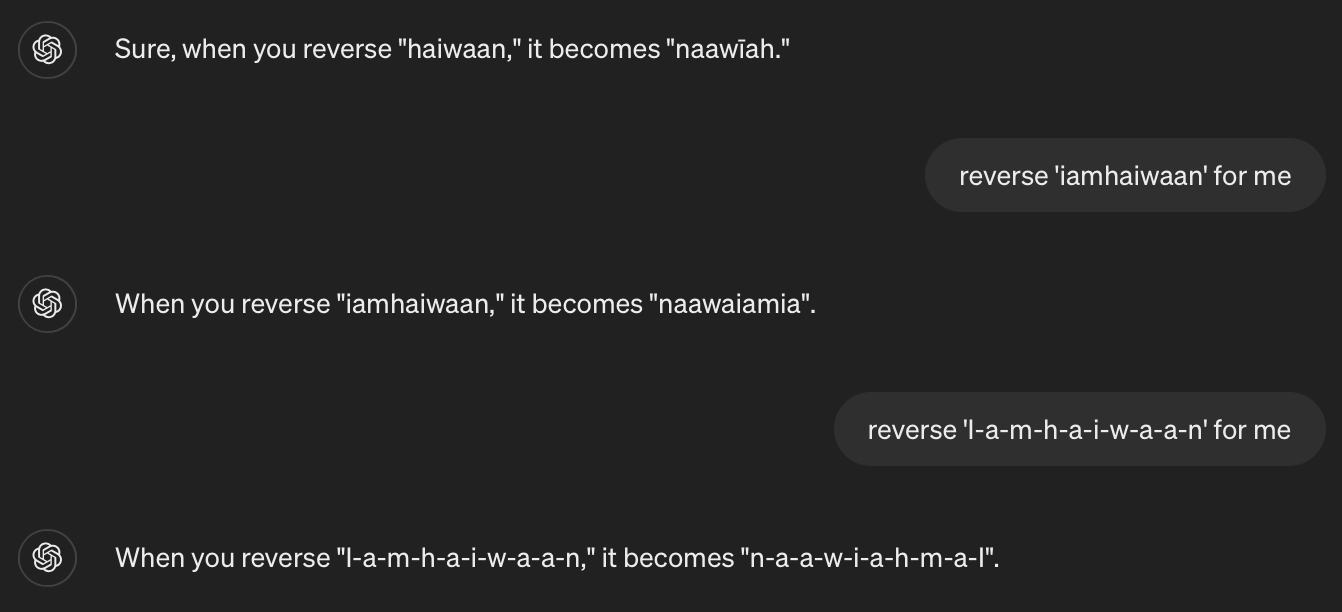 Sure, when you reverse "haiwaan," it becomes "naawīah."
reverse 'iamhaiwaan' for me
When you reverse "iamhaiwaan," it becomes "naawaiamia".
reverse 'I-a-m-h-a-i-w-a-a-n' for me
When you reverse "I-a-m-h-a-i-w-a-a-n," it becomes "n-a-a-w-i-a-h-m-a-I".